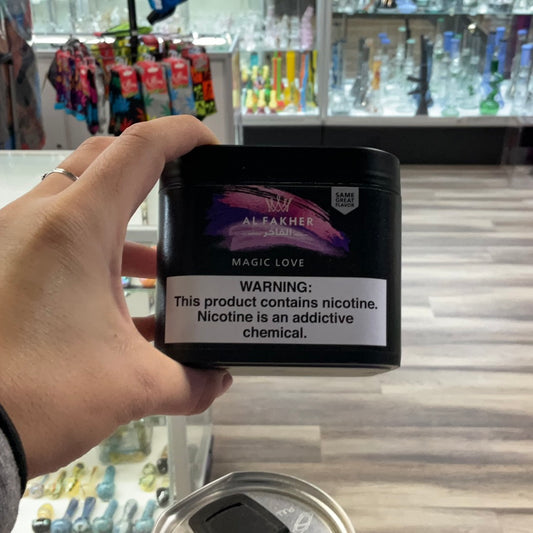 SAME
GREAT
FLAVOR
AL FAKHER
الفاخر
MAGIC LOVE
WARNING:
This product contains nicotine.
Nicotine is an addictive
chemical.